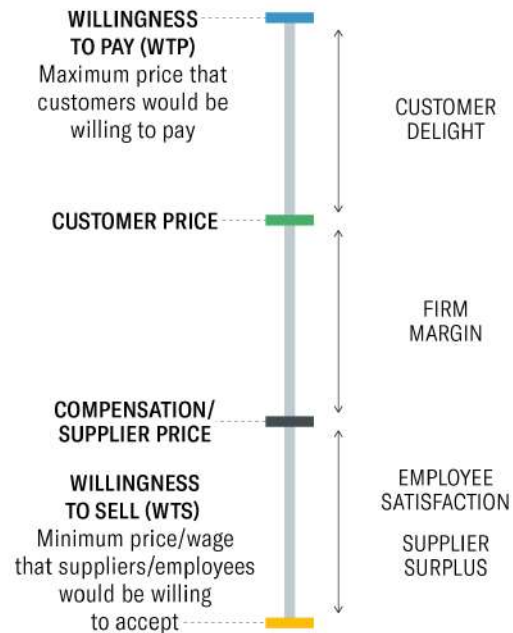 WILLINGNESS
TO PAY (WTP)
Maximum price that
customers would be
willing to pay
CUSTOMER
DELIGHT
CUSTOMER PRICE
FIRM
MARGIN
COMPENSATION/
SUPPLIER PRICE
WILLINGNESS
TO SELL (WTS)
Minimum price/wage
that suppliers/employees
would be willing
to accept
EMPLOYEE
SATISFACTION
SUPPLIER
SURPLUS